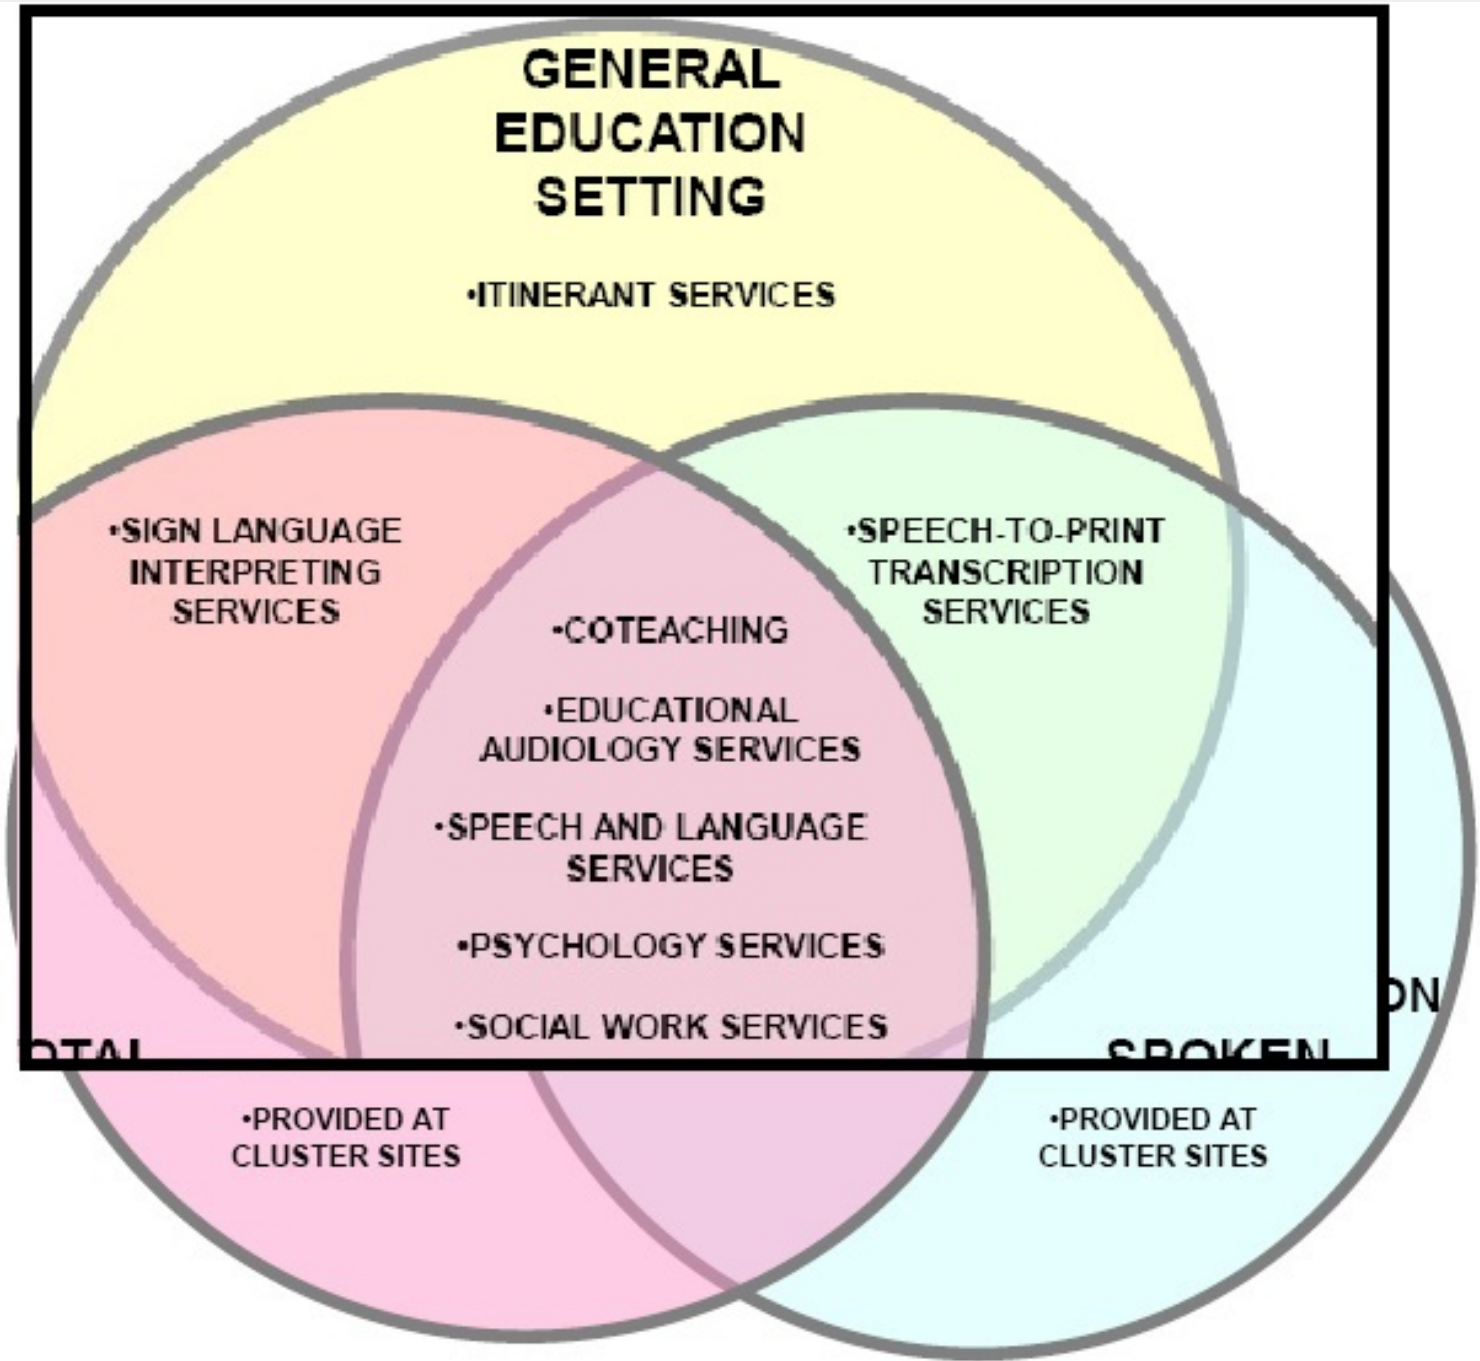 GENERAL
EDUCATION
SETTING
•ITINERANT SERVICES
•SIGN LANGUAGE
INTERPRETING
SERVICES
•SPEECH-TO-PRINT
TRANSCRIPTION
SERVICES
•COTEACHING
•EDUCATIONAL
AUDIOLOGY SERVICES
•SPEECH AND LANGUAGE
SERVICES
•PSYCHOLOGY SERVICES
•SOCIAL WORK SERVICES
SPOKEN
•PROVIDED AT
CLUSTER SITES
•PROVIDED AT
CLUSTER SITES